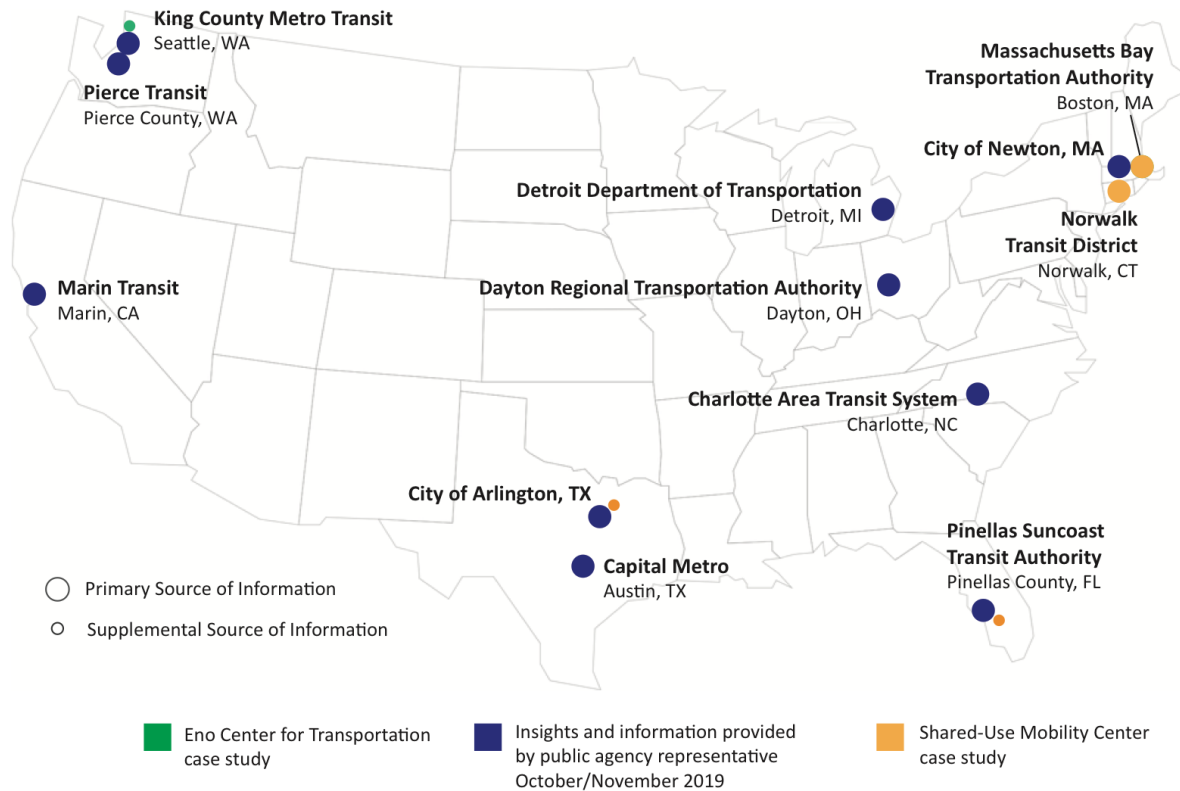 King County Metro Transit
Seattle, WA
Pierce Transit
Pierce County, WA
Massachusetts Bay
Transportation Authority
Boston, MA
City of Newton, MA
Detroit Department of Transportation
Detroit, MI
Norwalk
Transit District
Norwalk, CT
Marin Transit
Marin, CA
Dayton Regional Transportation Authority
Dayton, OH
Charlotte Area Transit System
Charlotte, NC
City of Arlington, TX
Capital Metro
Austin, TX
Pinellas Suncoast
Transit Authority
Pinellas County, FL
Primary Source of Information
Supplemental Source of Information
Eno Center for Transportation
case study
Insights and information provided
by public agency representative
October/November 2019
Shared-Use Mobility Center
case study